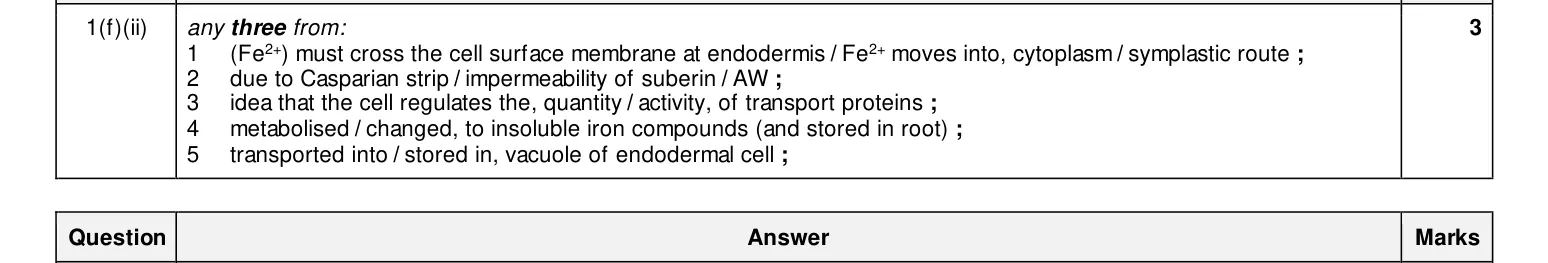 1(f)(ii) any three from: 3
1 (Fe²⁺) must cross the cell surface membrane at endodermis / Fe²⁺ moves into, cytoplasm / symplastic route ;
2 due to Casparian strip / impermeability of suberin / AW ;
3 idea that the cell regulates the, quantity / activity, of transport proteins ;
4 metabolised / changed, to insoluble iron compounds (and stored in root) ;
5 transported into / stored in, vacuole of endodermal cell ;
Question Answer Marks